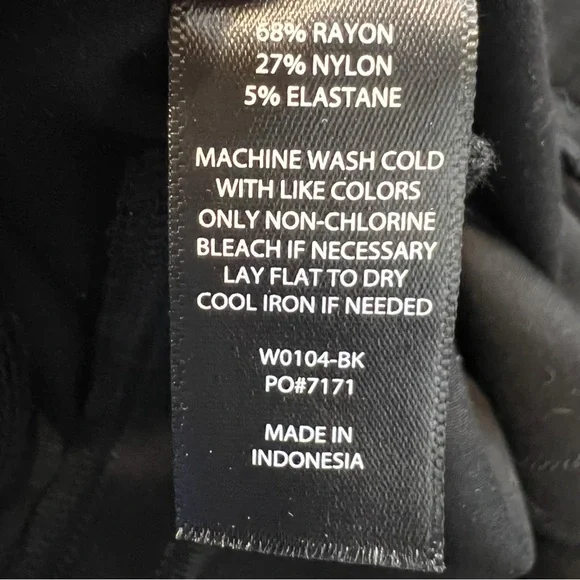 68% RAYON
27% NYLON
5% ELASTANE
MACHINE WASH COLD
WITH LIKE COLORS
ONLY NON-CHLORINE
BLEACH IF NECESSARY
LAY FLAT TO DRY
COOL IRON IF NEEDED
W0104-BK
PO#7171
MADE IN
INDONESIA